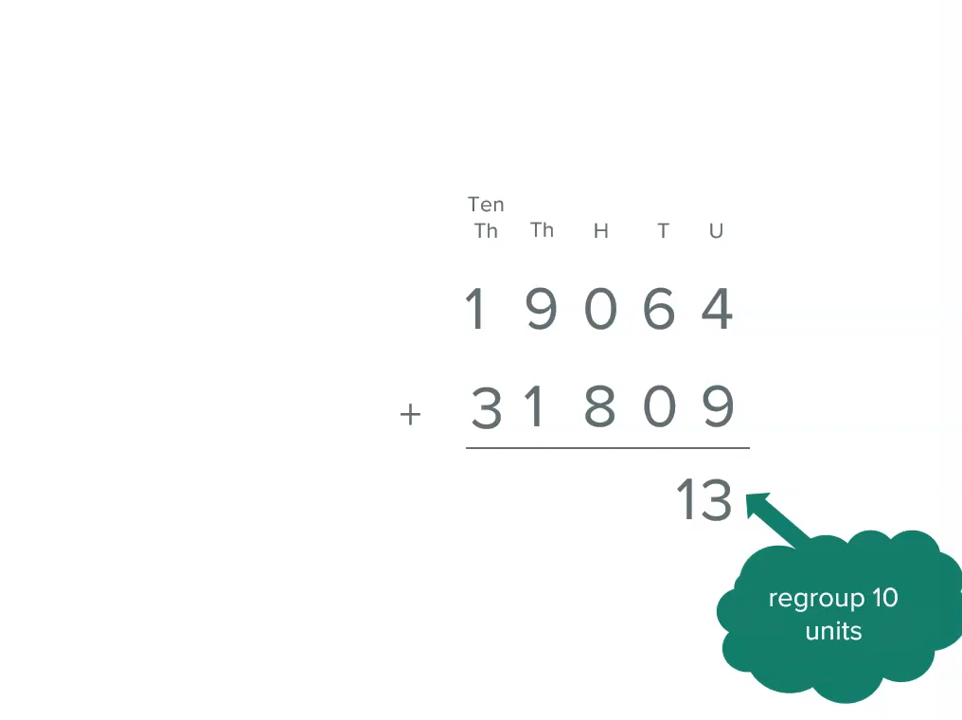 Ten
Th Th H T U
1 9 0 6 4
+ 3 1 8 0 9
13
regroup 10
units